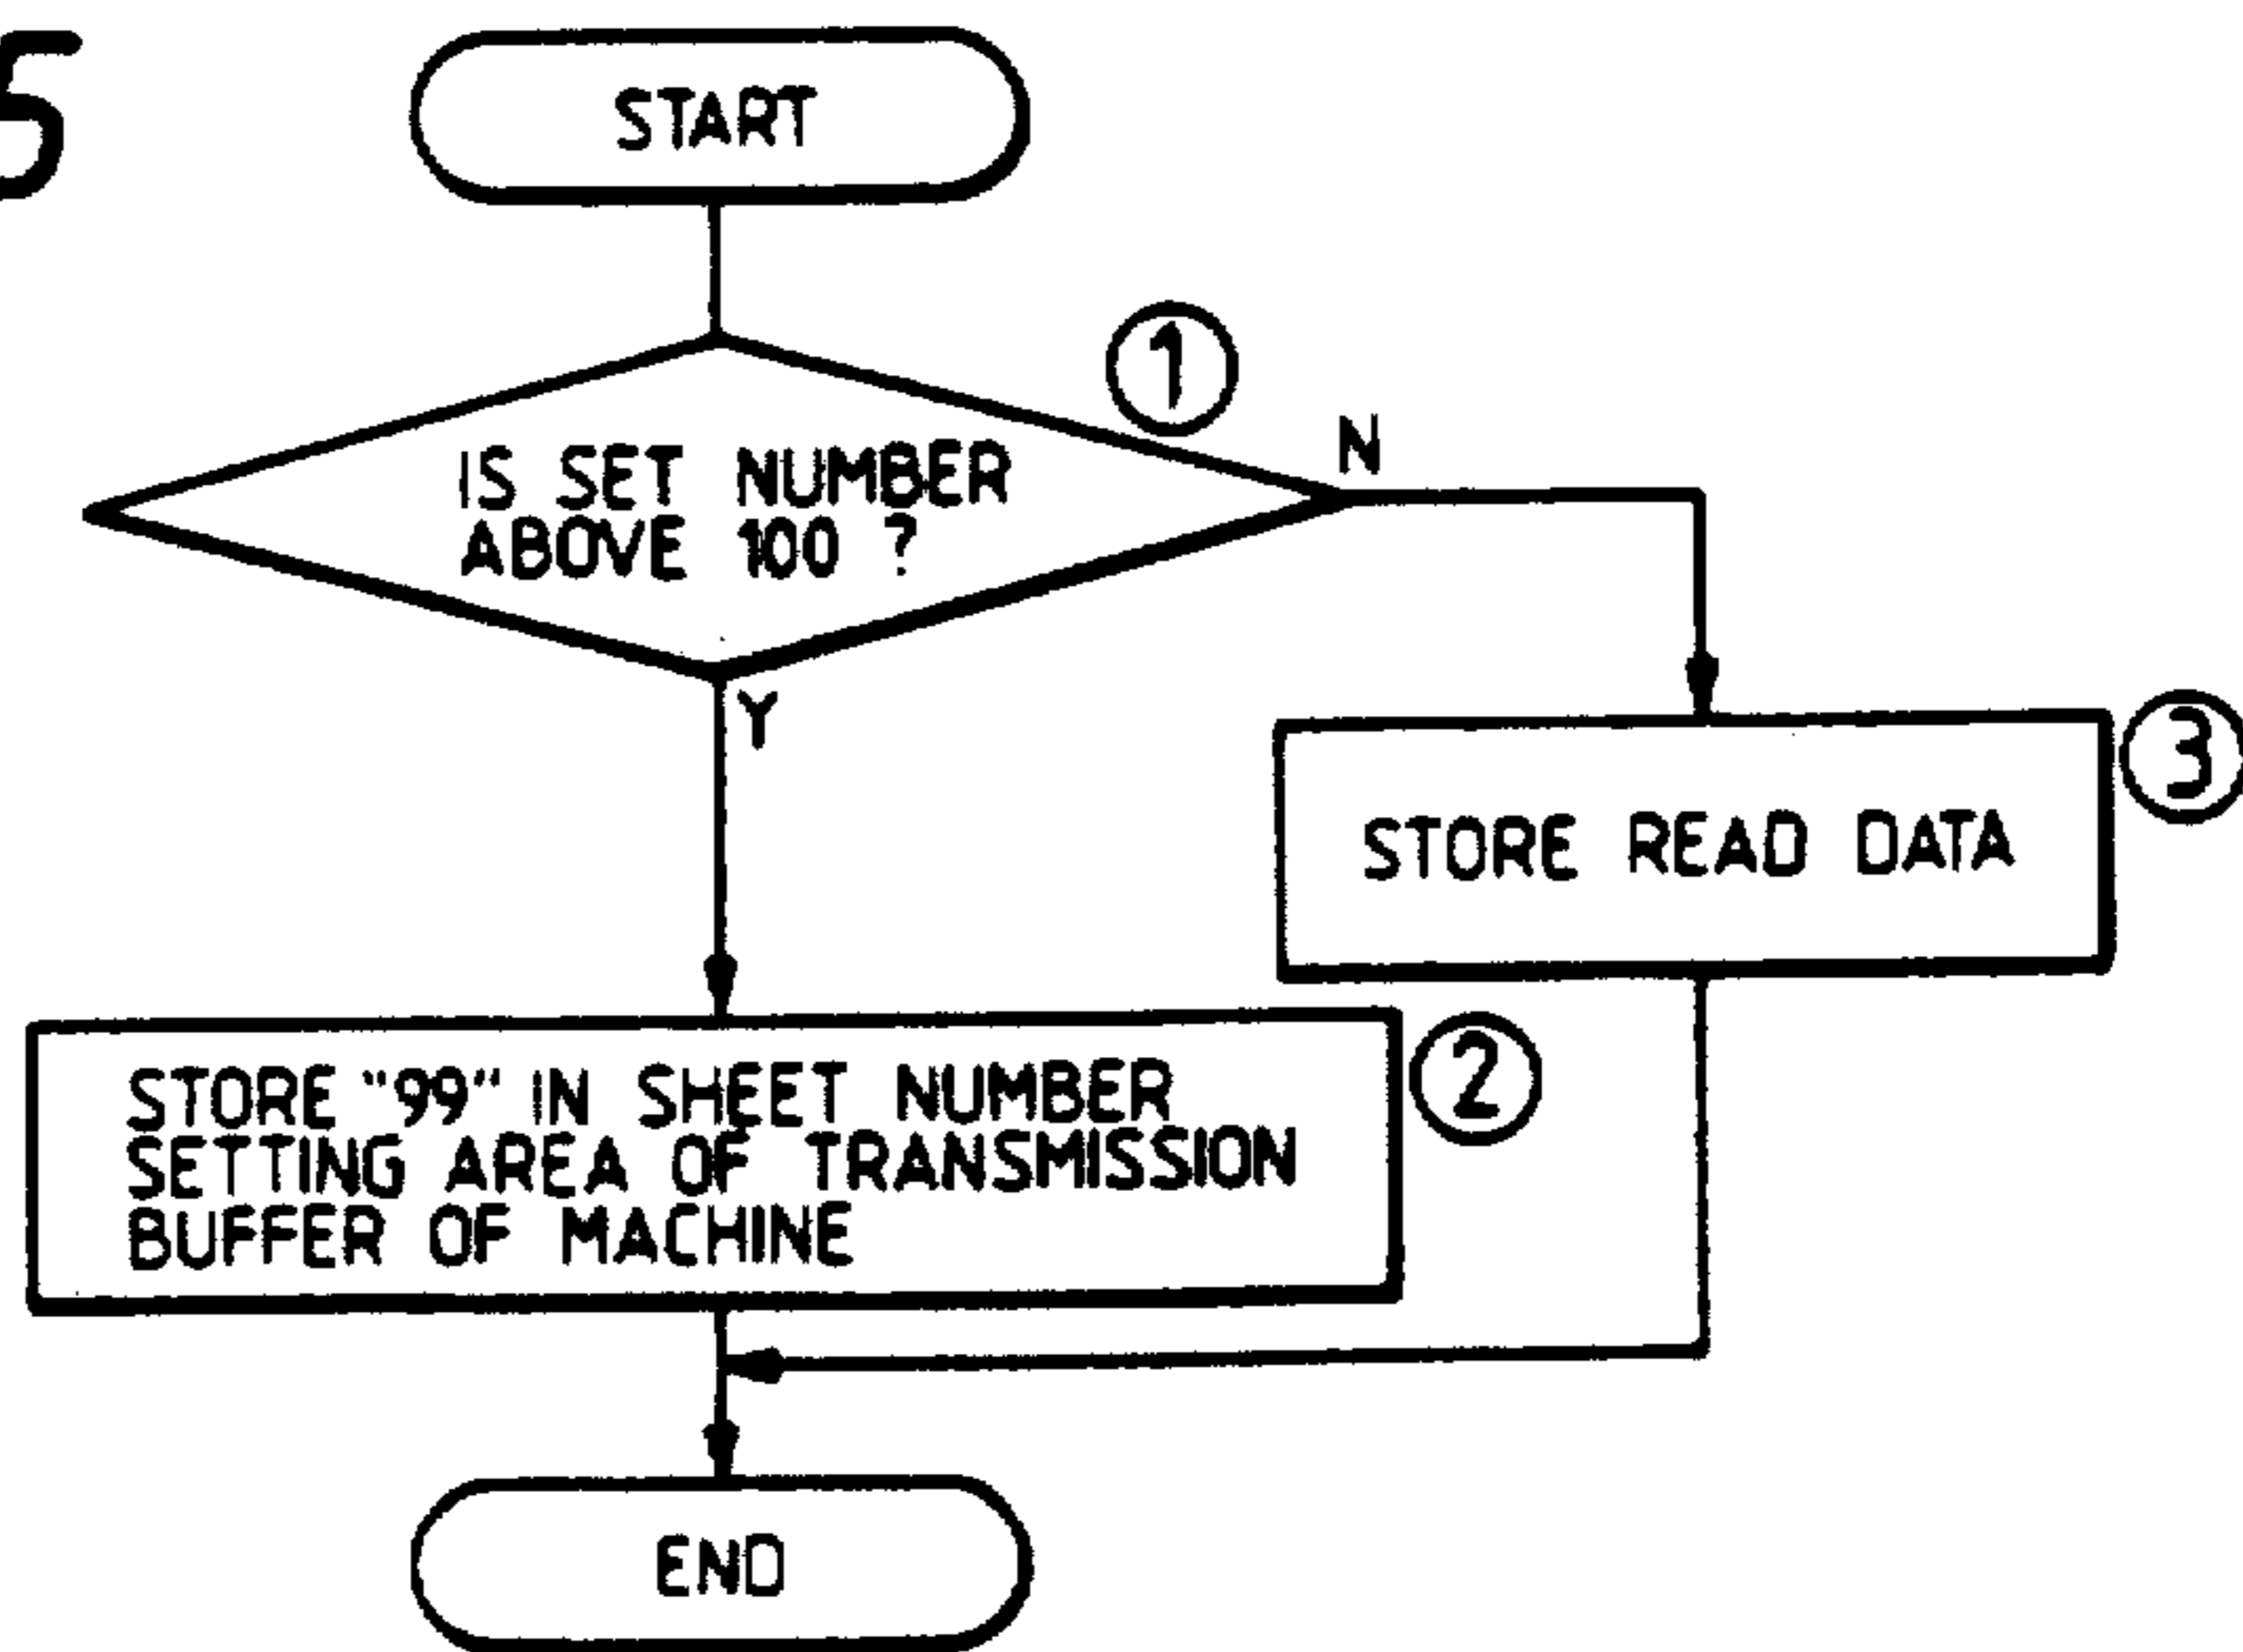 5
START
1
IS SET NUMBER
ABOVE 100 ?
N
Y
3
STORE READ DATA
2
STORE "99" IN SHEET NUMBER
SETTING AREA OF TRANSMISSION
BUFFER OF MACHINE
END